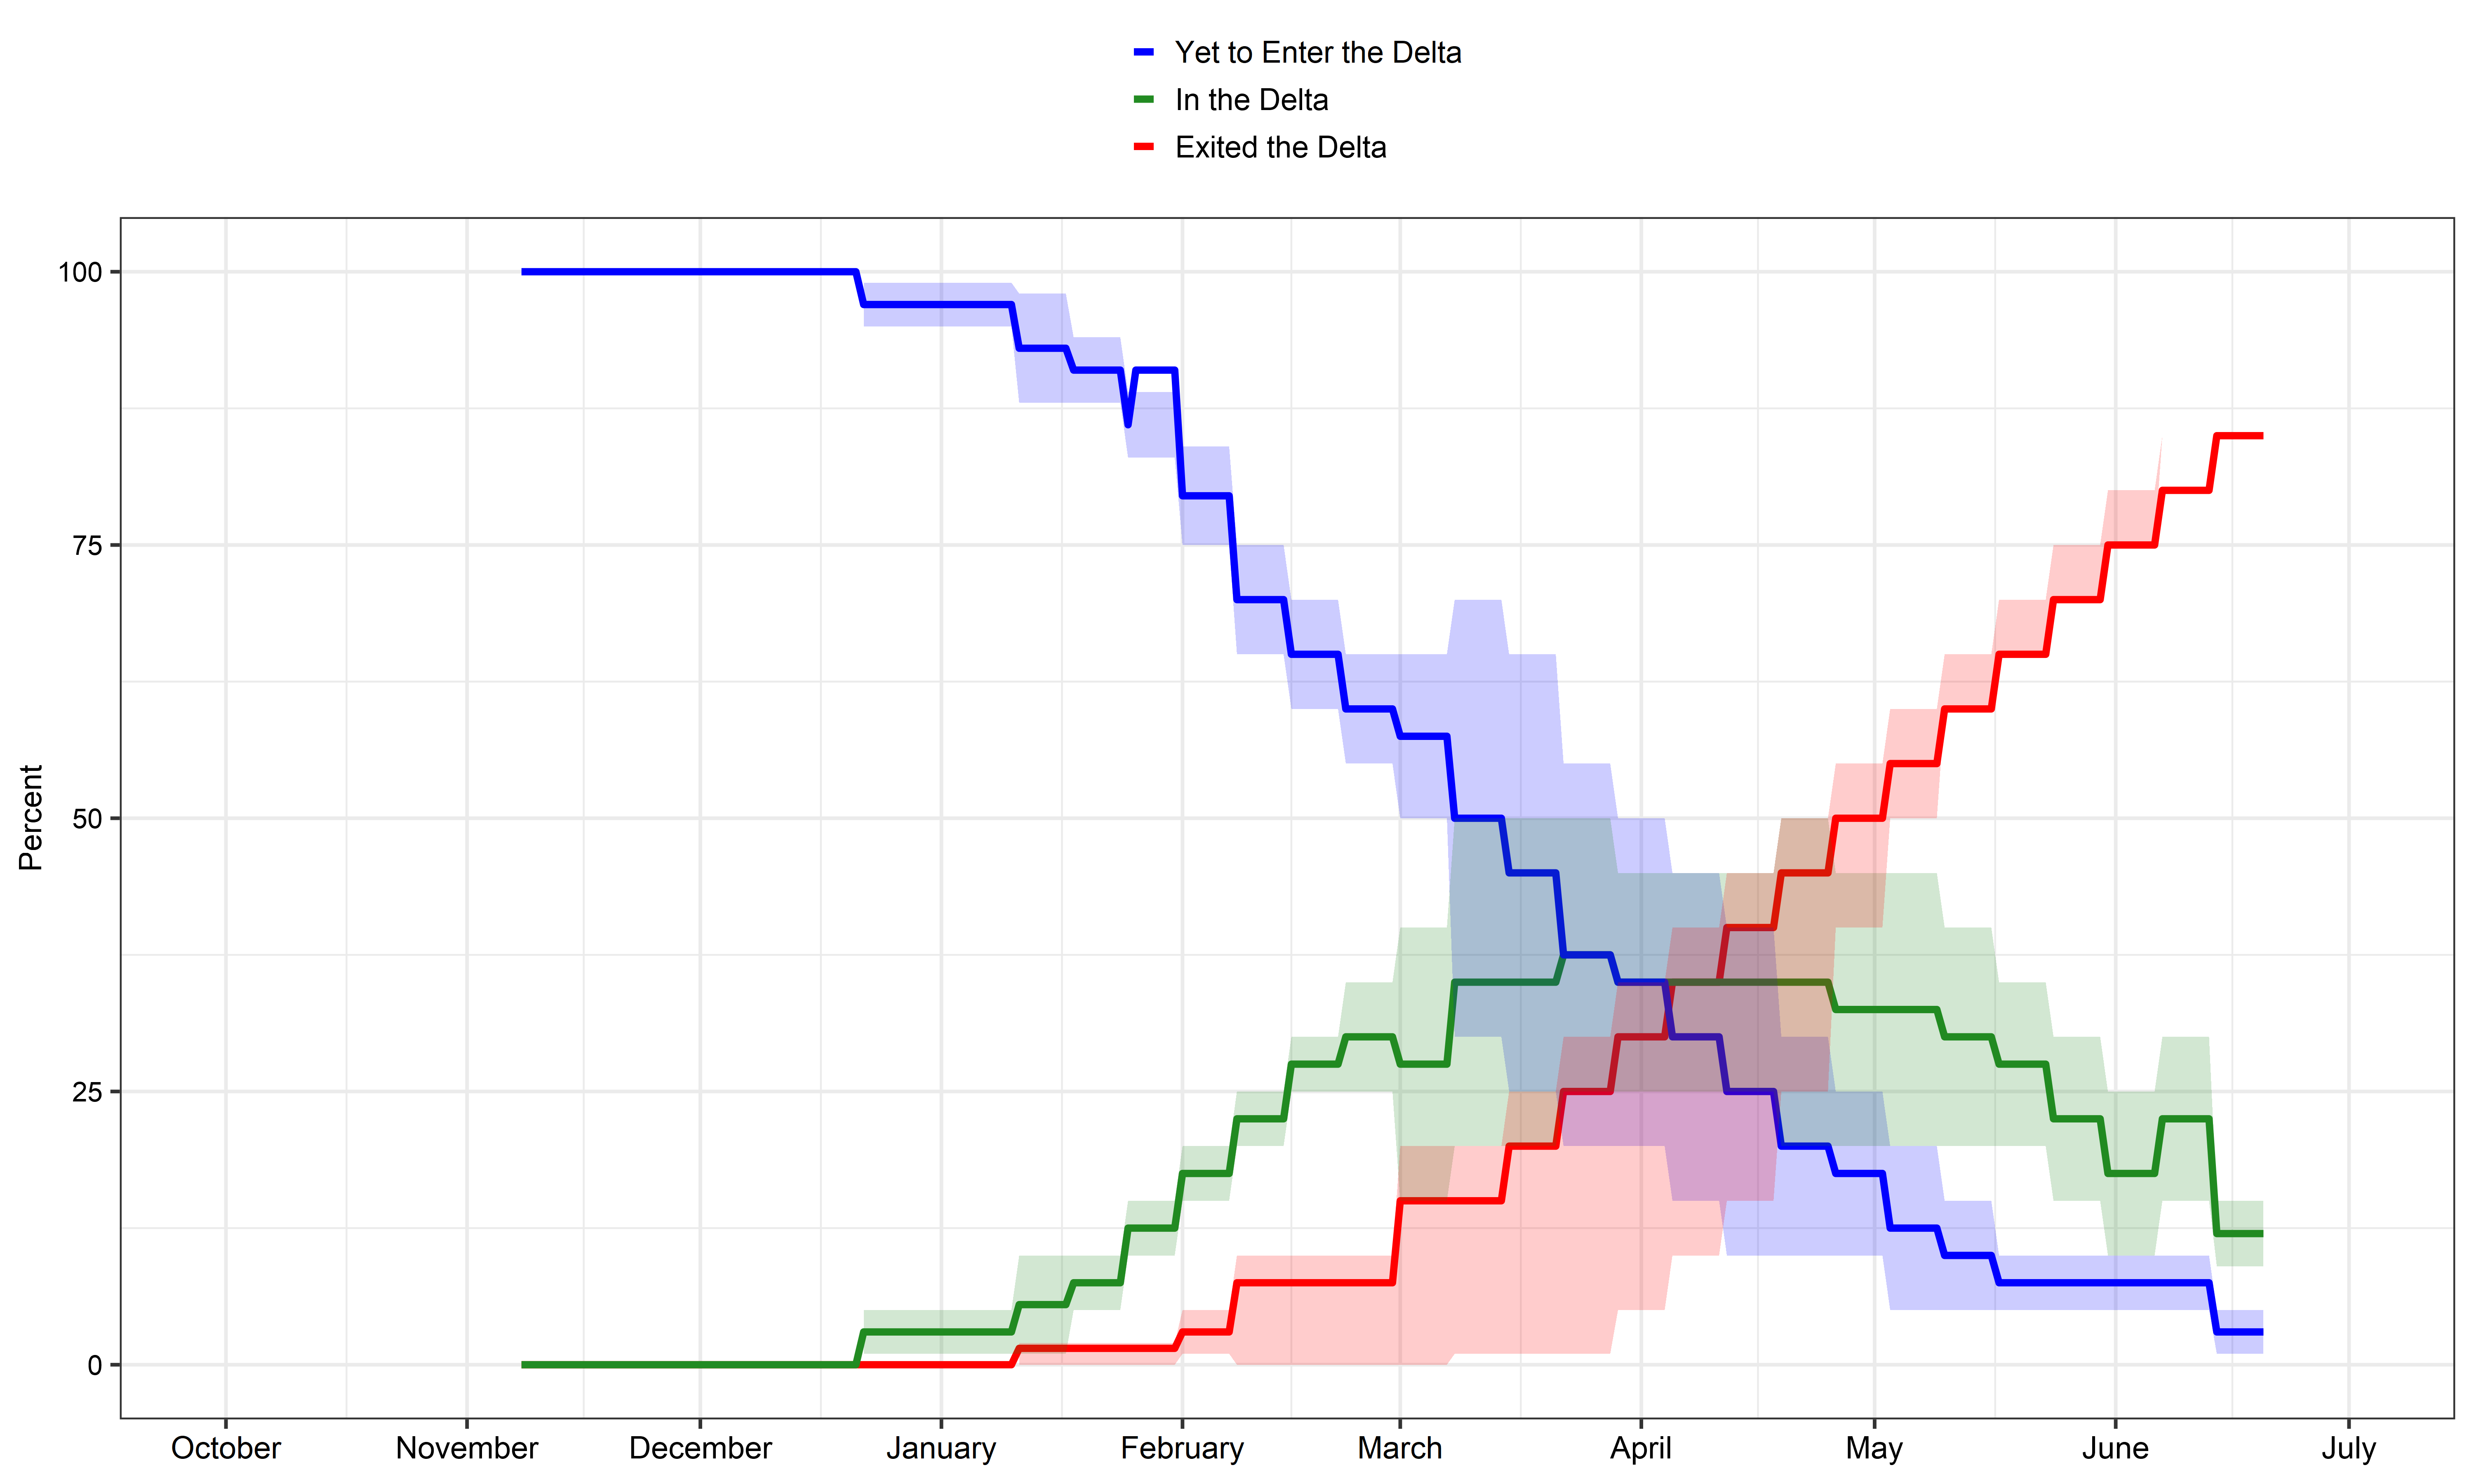 Yet to Enter the Delta
In the Delta
Exited the Delta
Percent
100
75
50
25
0
October November December January February March April May June July